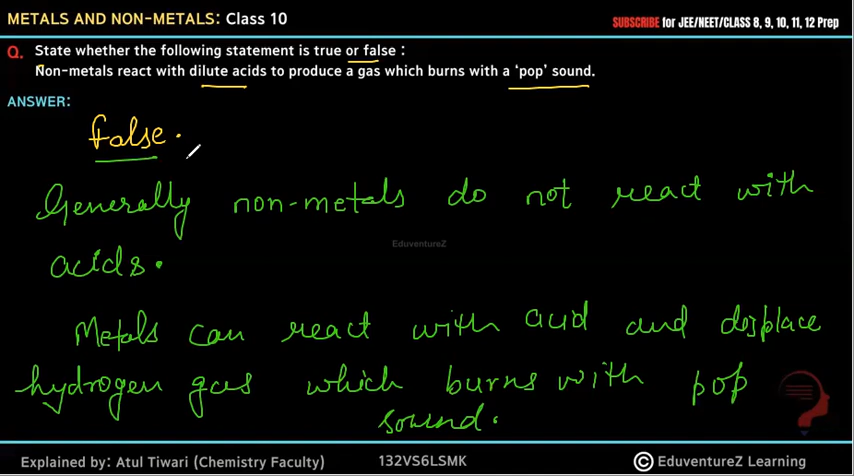 METALS AND NON-METALS: Class 10
SUBSCRIBE for JEE/NEET/CLASS 8, 9, 10, 11, 12 Prep
Q. State whether the following statement is true or false :
Non-metals react with dilute acids to produce a gas which burns with a ‘pop’ sound.
ANSWER:
false.
Generally non-metals do not react with
EduventureZ
acids.
Metals can react with acid and displace
hydrogen gas which burns with pop
sound.
Explained by: Atul Tiwari (Chemistry Faculty)
132VS6LSMK
© EduventureZ Learning